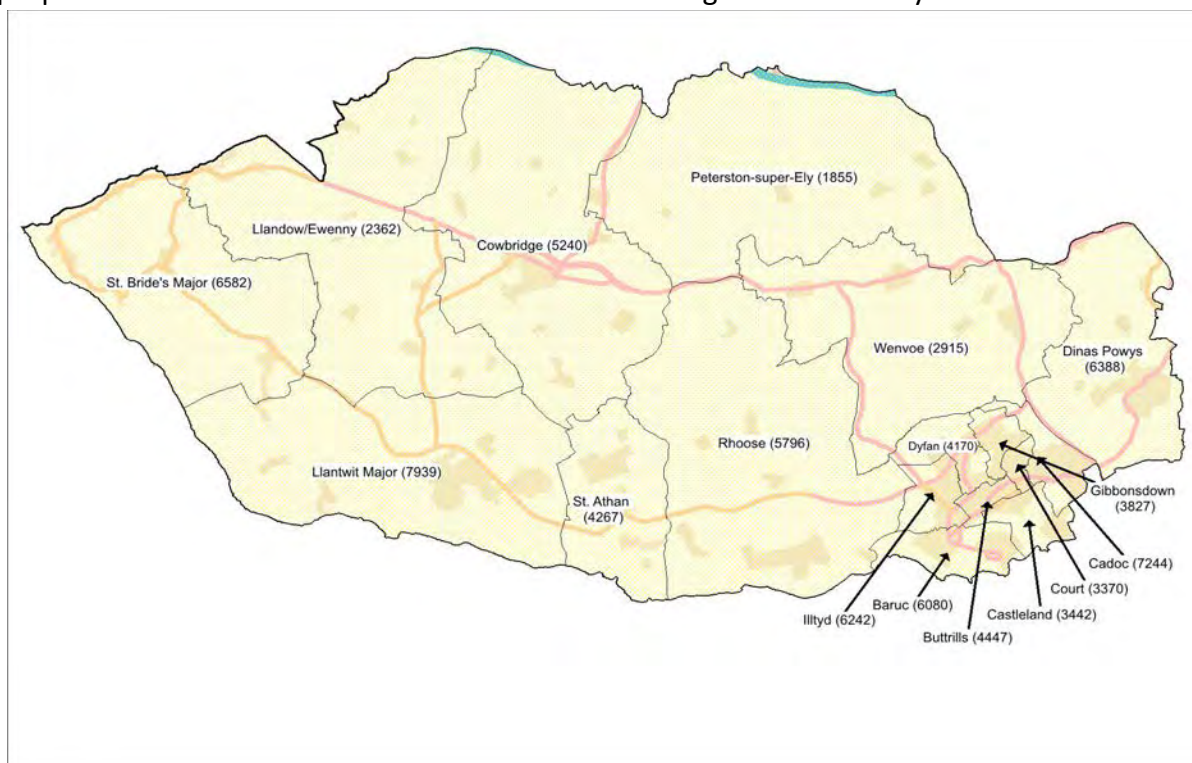 Peterston-super-Ely (1855)
Llandow/Ewenny (2362)
Cowbridge (5240)
St. Bride's Major (6582)
Wenvoe (2915)
Dinas Powys
(6388)
Rhoose (5796)
Dyfan (4170)
Llantwit Major (7939)
St. Athan
(4267)
Gibbonsdown
(3827)
Cadoc (7244)
Court (3370)
Baruc (6080)
Castleland (3442)
Illtyd (6242)
Buttrills (4447)